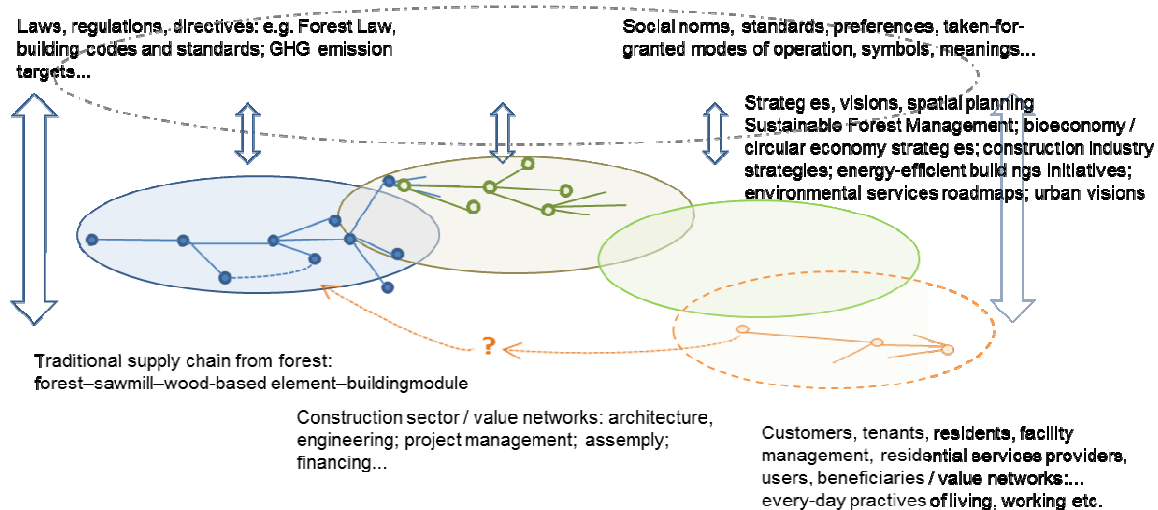 Laws, regulations, directives: e.g. Forest Law,
building codes and standards; GHG emission
targets...
Social norms, standards, preferences, taken-for-
granted modes of operation, symbols, meanings...
Strateg es, visions, spatial planning
Sustainable Forest Management; bioeconomy /
circular economy strateg es; construction industry
strategies; energy-efficient build ngs initiatives;
environmental services roadmaps; urban visions
?
Traditional supply chain from forest:
forest–sawmill–wood-based element–buildingmodule
Construction sector / value networks: architecture,
engineering; project management; assemply;
financing...
Customers, tenants, residents, facility
management, residential services providers,
users, beneficiaries / value networks:...
every-day practives of living, working etc.